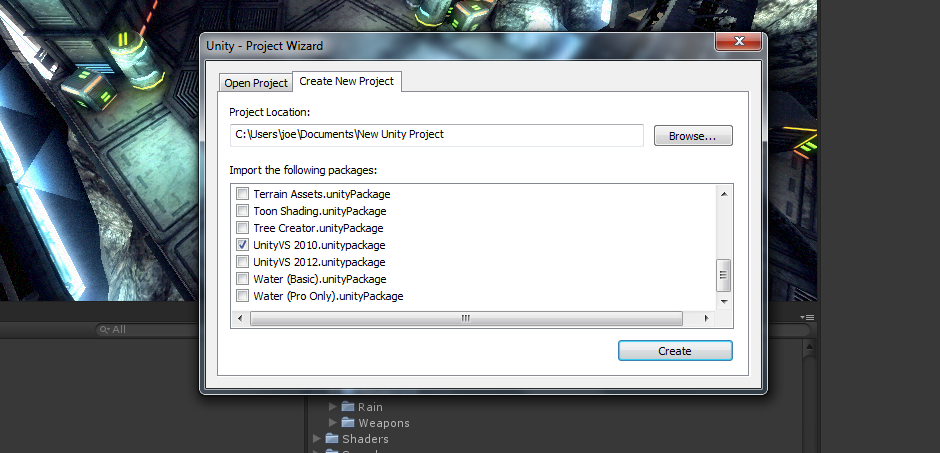 Unity - Project Wizard
Open Project
Create New Project
Project Location:
C:\Users\joe\Documents\New Unity Project
Browse...
Import the following packages:
Terrain Assets.unityPackage
Toon Shading.unityPackage
Tree Creator.unityPackage
UnityVS 2010.unitypackage
UnityVS 2012.unitypackage
Water (Basic).unityPackage
Water (Pro Only).unityPackage
Create
All
Rain
Weapons
Shaders